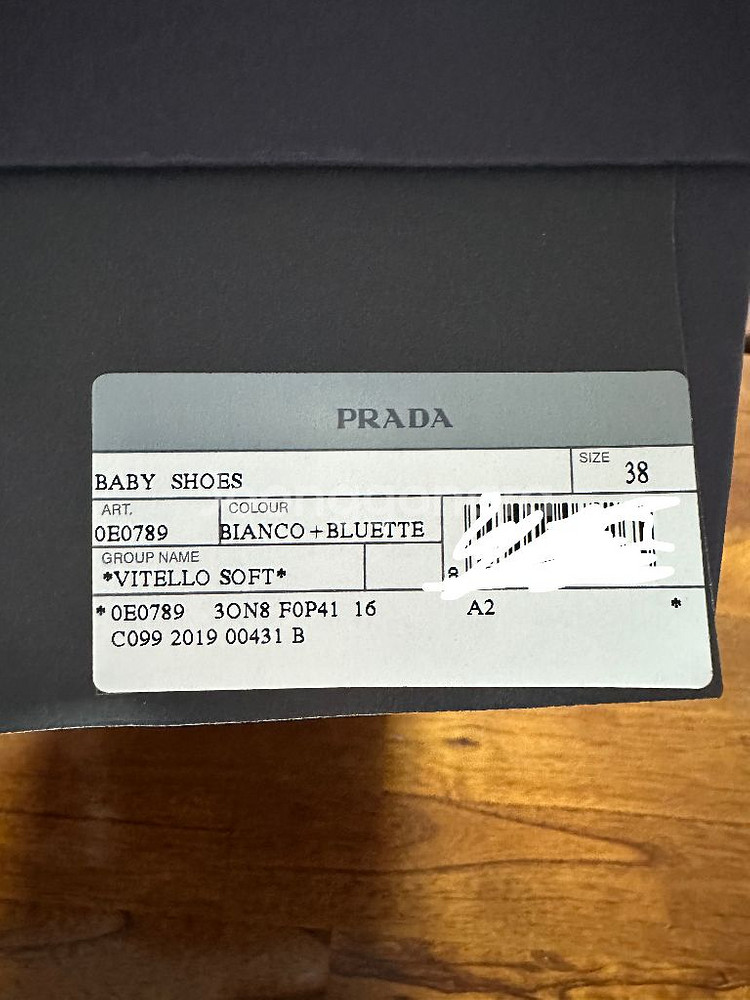 PRADA
BABY SHOES
SIZE 38
ART. COLOUR
0E0789 BIANCO+BLUETTE
GROUP NAME
*VITELLO SOFT*
8
* 0E0789 3ON8 F0P41 16 A2 *
C099 2019 00431 B